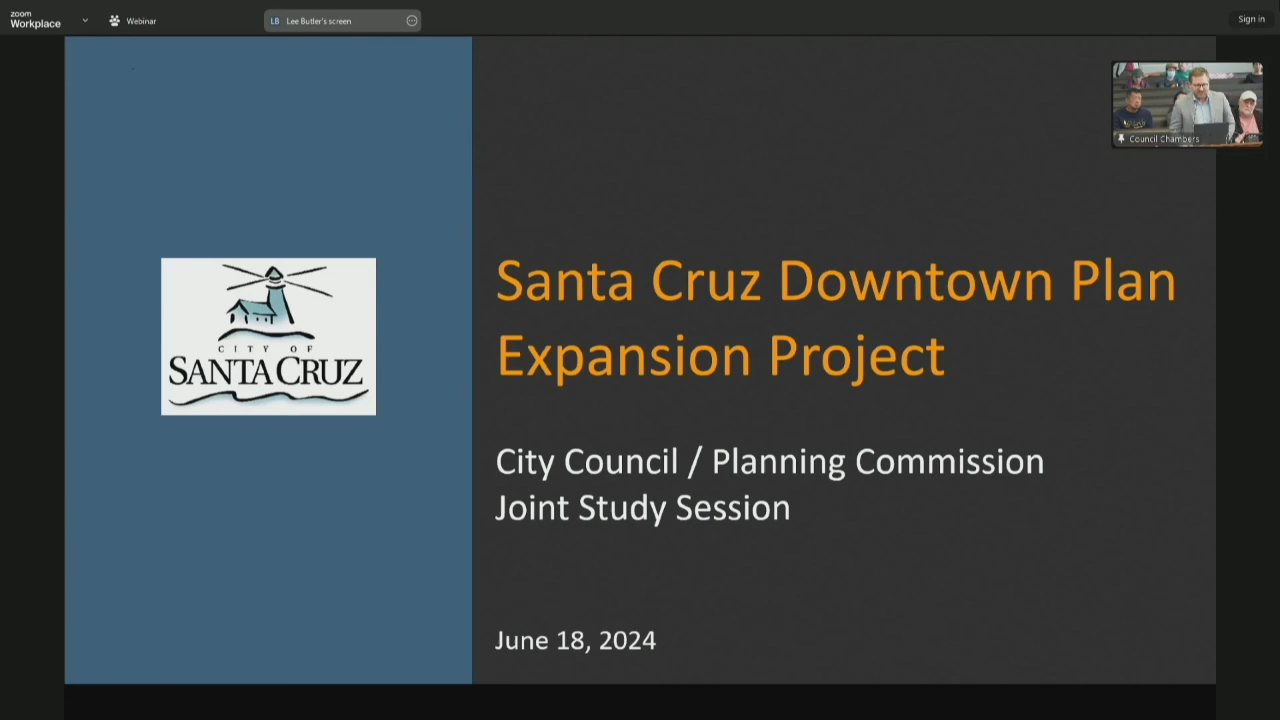 zoom
Workplace
Webinar
LB Lee Butler's screen
Sign in
Council Chambers
CITY OF
SANTA CRUZ
Santa Cruz Downtown Plan
Expansion Project
City Council / Planning Commission
Joint Study Session
June 18, 2024